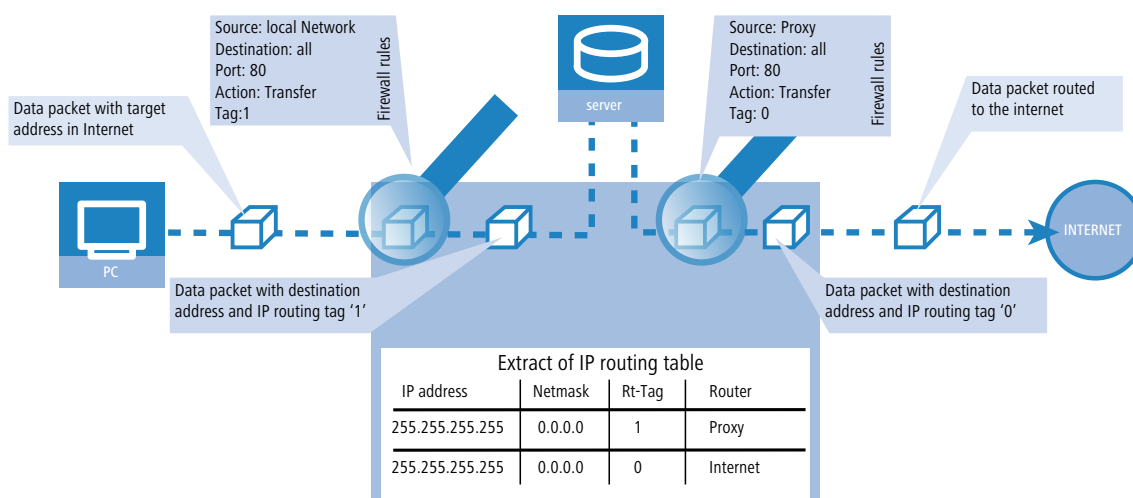 Source: local Network
Destination: all
Port: 80
Action: Transfer
Tag:1
Firewall rules
server
Source: Proxy
Destination: all
Port: 80
Action: Transfer
Tag: 0
Firewall rules
Data packet with target
address in Internet
Data packet routed
to the internet
PC
INTERNET
Data packet with destination
address and IP routing tag ‘1’
Data packet with destination
address and IP routing tag ‘0’
Extract of IP routing table
IP address Netmask Rt-Tag Router
255.255.255.255 0.0.0.0 1 Proxy
255.255.255.255 0.0.0.0 0 Internet